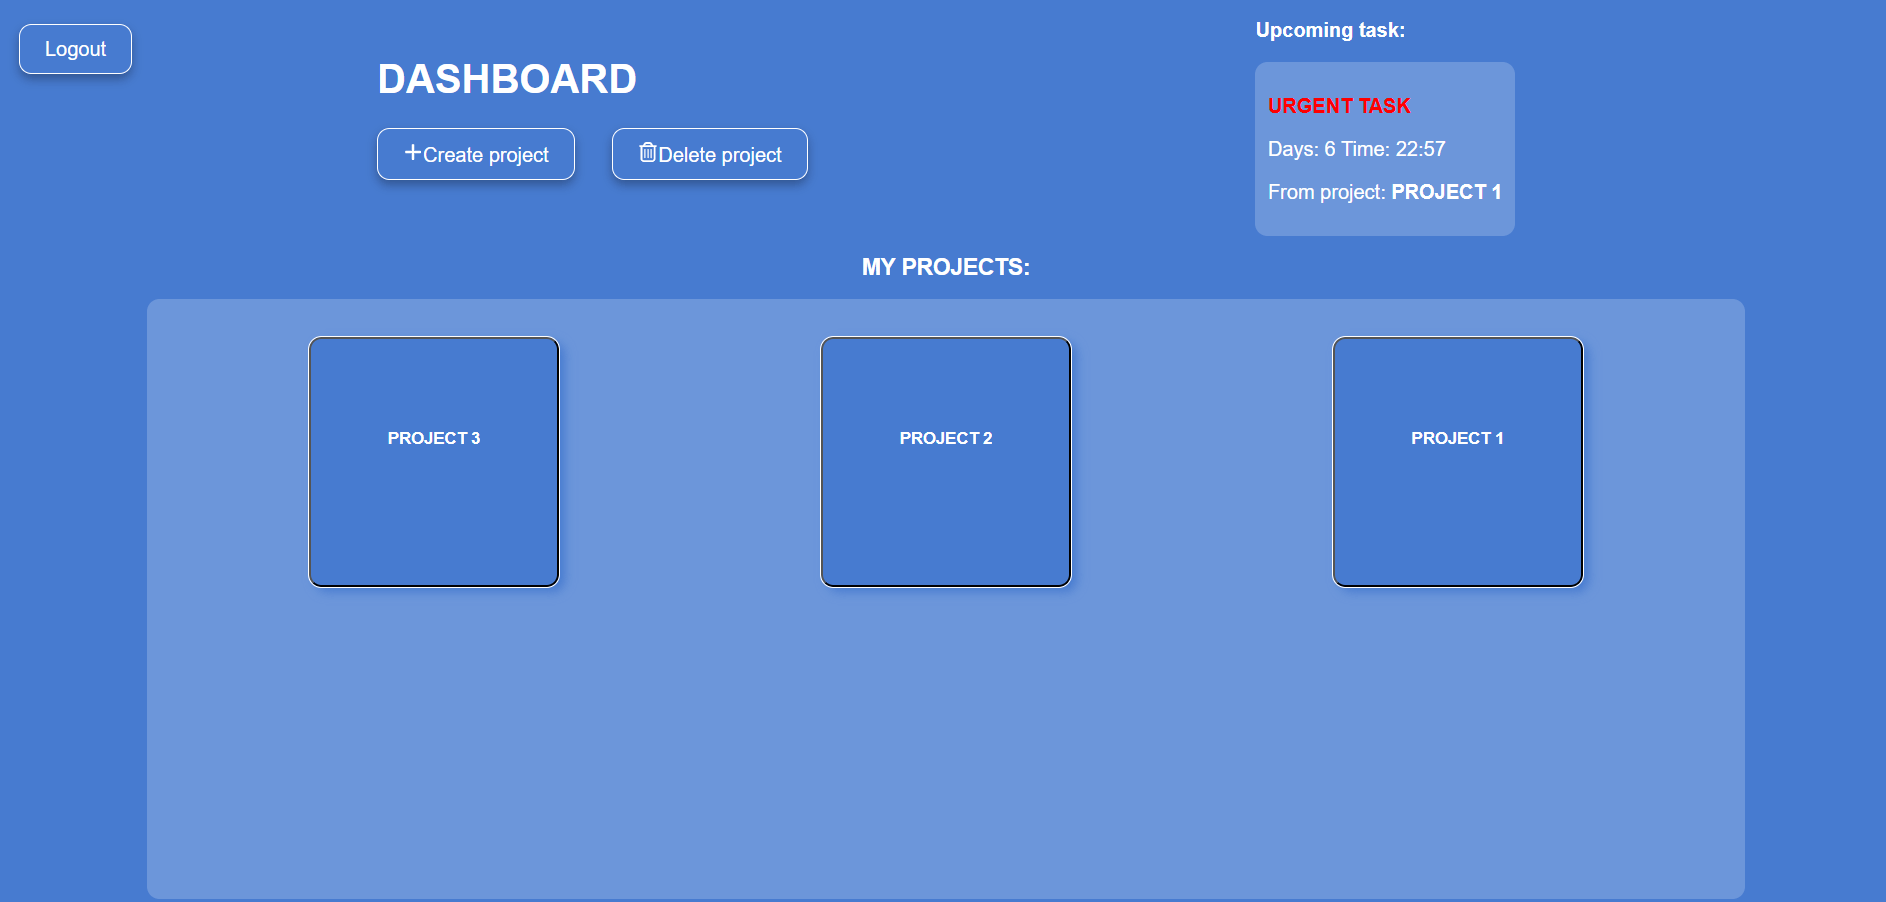 Logout
DASHBOARD
Create project
Delete project
Upcoming task:
URGENT TASK
Days: 6 Time: 22:57
From project: PROJECT 1
MY PROJECTS:
PROJECT 3
PROJECT 2
PROJECT 1